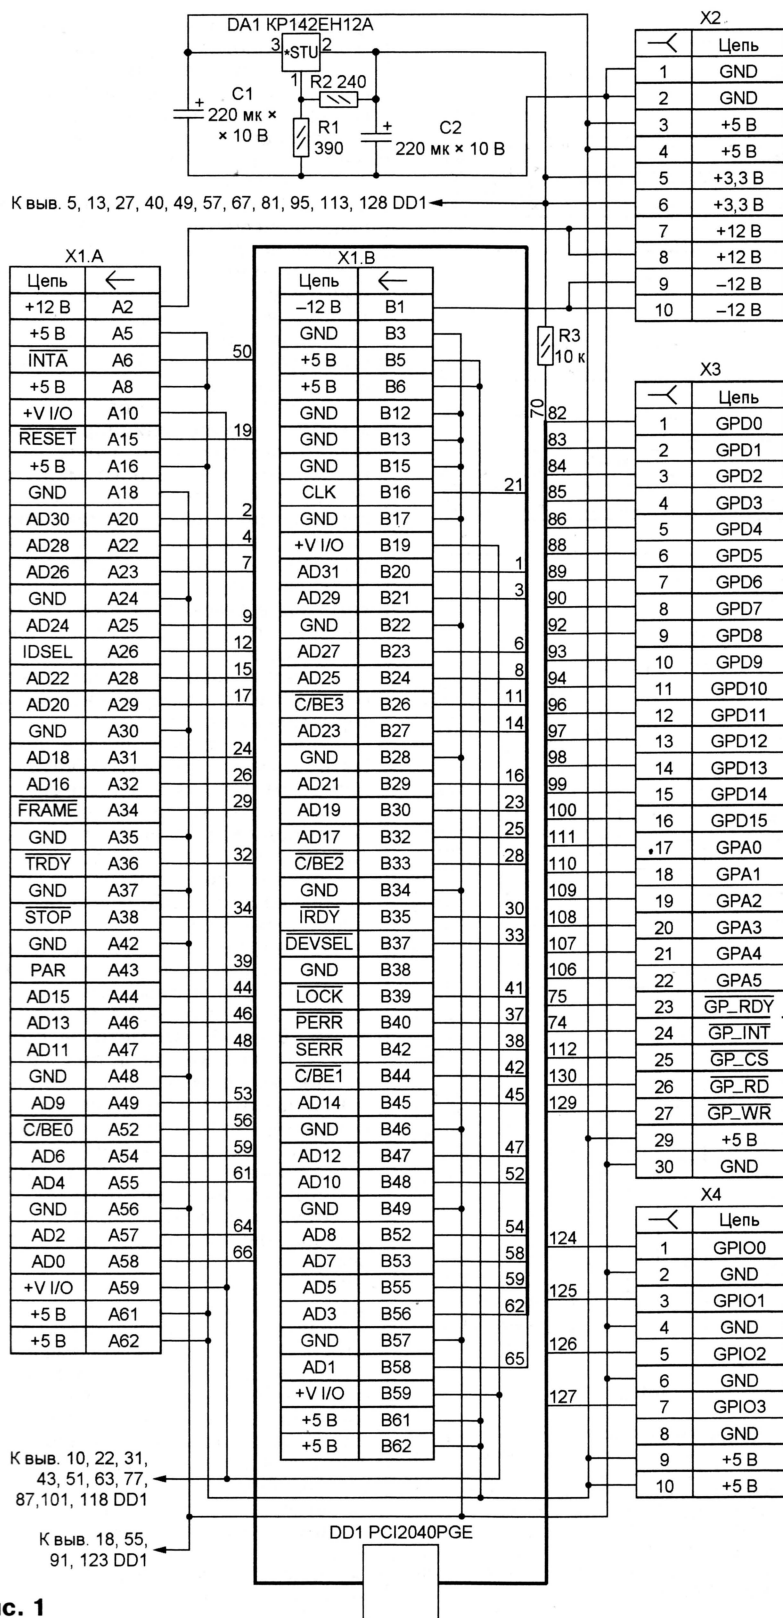 DA1 КР142ЕН12А
3 *STU 2
1
R2 240
C1
+ 220 мк ×
× 10 В
R1
390
+ C2
220 мк × 10 В
К выв. 5, 13, 27, 40, 49, 57, 67, 81, 95, 113, 128 DD1
X1.A
Цепь
+12 В A2
+5 В A5
INTA A6 50
+5 В A8
+V I/O A10
RESET A15 19
+5 В A16
GND A18
AD30 A20 2
AD28 A22 4
AD26 A23 7
GND A24
AD24 A25 9
IDSEL A26 12
AD22 A28 15
AD20 A29 17
GND A30
AD18 A31 24
AD16 A32 26
FRAME A34 29
GND A35
TRDY A36 32
GND A37
STOP A38 34
GND A42
PAR A43 39
AD15 A44 44
AD13 A46 46
AD11 A47 48
GND A48
AD9 A49 53
C/BE0 A52 56
AD6 A54 59
AD4 A55 61
GND A56
AD2 A57 64
AD0 A58 66
+V I/O A59
+5 В A61
+5 В A62
X1.B
Цепь
–12 В B1
GND B3
+5 В B5
+5 В B6
GND B12
GND B13
GND B15
CLK B16 21
GND B17
+V I/O B19
AD31 B20 1
AD29 B21 3
GND B22
AD27 B23 6
AD25 B24 8
C/BE3 B26 11
AD23 B27 14
GND B28
AD21 B29 16
AD19 B30 23
AD17 B32 25
C/BE2 B33 28
GND B34
IRDY B35 30
DEVSEL B37 33
GND B38
LOCK B39 41
PERR B40 37
SERR B42 38
C/BE1 B44 42
AD14 B45 45
GND B46
AD12 B47 47
AD10 B48 52
GND B49
AD8 B52 54
AD7 B53 58
AD5 B55 59
AD3 B56 62
GND B57
AD1 B58 65
+V I/O B59
+5 В B61
+5 В B62
R3
10 к
70
X2
Цепь
1 GND
2 GND
3 +5 В
4 +5 В
5 +3,3 В
6 +3,3 В
7 +12 В
8 +12 В
9 –12 В
10 –12 В
X3
Цепь
82 1 GPD0
83 2 GPD1
84 3 GPD2
85 4 GPD3
86 5 GPD4
88 6 GPD5
89 7 GPD6
90 8 GPD7
92 9 GPD8
93 10 GPD9
94 11 GPD10
96 12 GPD11
97 13 GPD12
98 14 GPD13
99 15 GPD14
100 16 GPD15
111 17 GPA0
110 18 GPA1
109 19 GPA2
108 20 GPA3
107 21 GPA4
106 22 GPA5
75 23 GP_RDY
74 24 GP_INT
112 25 GP_CS
130 26 GP_RD
129 27 GP_WR
29 +5 В
30 GND
X4
Цепь
124 1 GPIO0
2 GND
125 3 GPIO1
4 GND
126 5 GPIO2
6 GND
127 7 GPIO3
8 GND
9 +5 В
10 +5 В
К выв. 10, 22, 31,
43, 51, 63, 77,
87,101, 118 DD1
К выв. 18, 55,
91, 123 DD1
DD1 PCI2040PGE
ис. 1